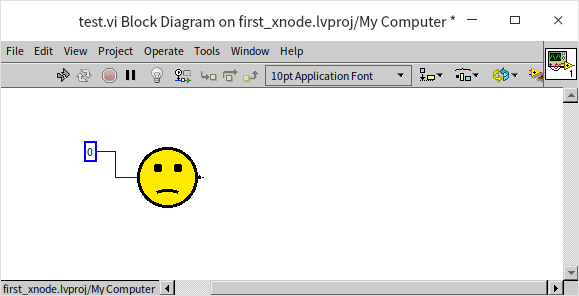 test.vi Block Diagram on first_xnode.lvproj/My Computer *
File Edit View Project Operate Tools Window Help
10pt Application Font
1
0
first_xnode.lvproj/My Computer